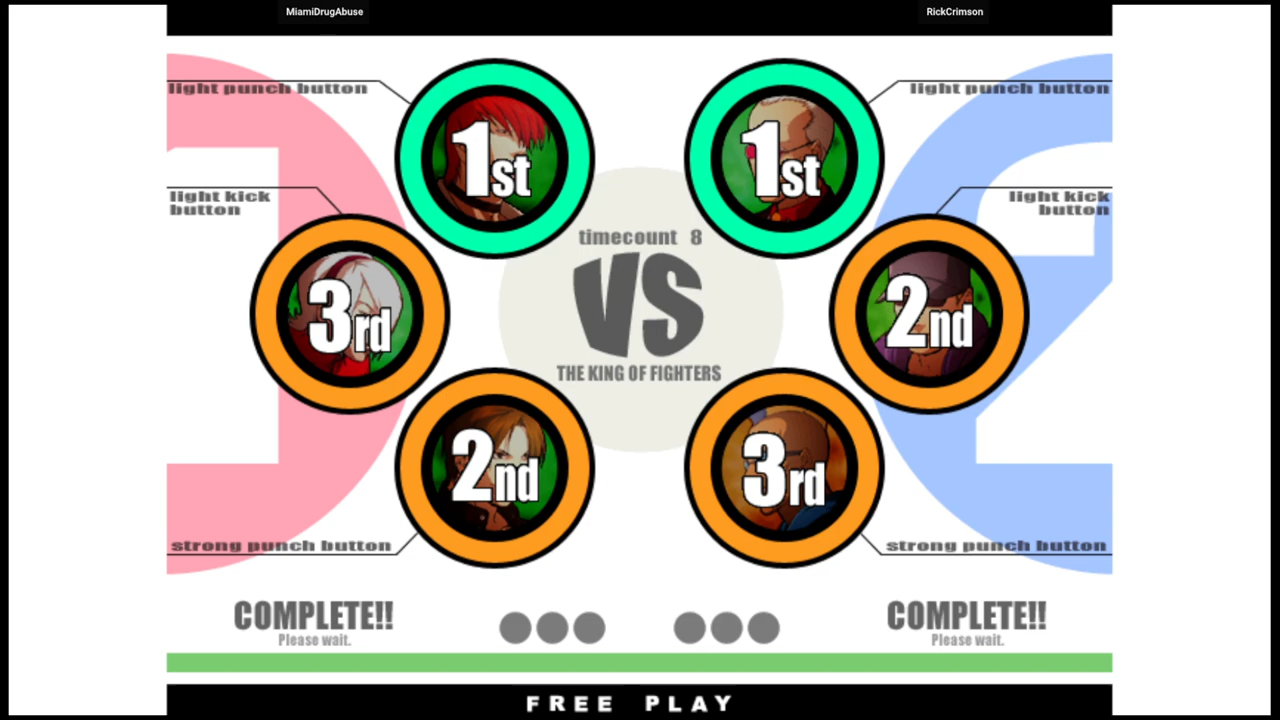 MiamiDrugAbuse
RickCrimson
light punch button
light punch button
1st
1st
light kick
button
light kick
button
timecount 8
VS
THE KING OF FIGHTERS
3rd
2nd
2nd
3rd
strong punch button
strong punch button
COMPLETE!!
Please wait.
COMPLETE!!
Please wait.
FREE PLAY